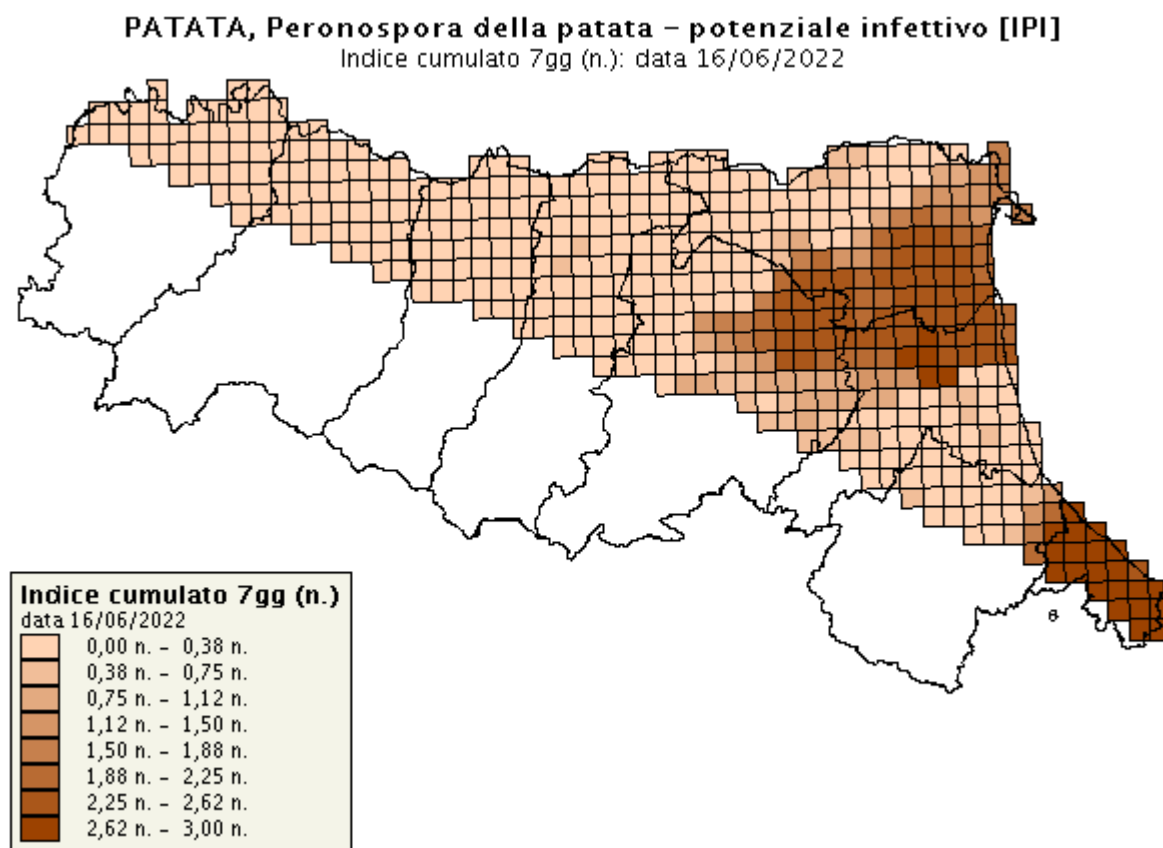 PATATA, Peronospora della patata – potenziale infettivo [IPI]
Indice cumulato 7gg (n.): data 16/06/2022
Indice cumulato 7gg (n.)
data 16/06/2022
0,00 n. – 0,38 n.
0,38 n. – 0,75 n.
0,75 n. – 1,12 n.
1,12 n. – 1,50 n.
1,50 n. – 1,88 n.
1,88 n. – 2,25 n.
2,25 n. – 2,62 n.
2,62 n. – 3,00 n.